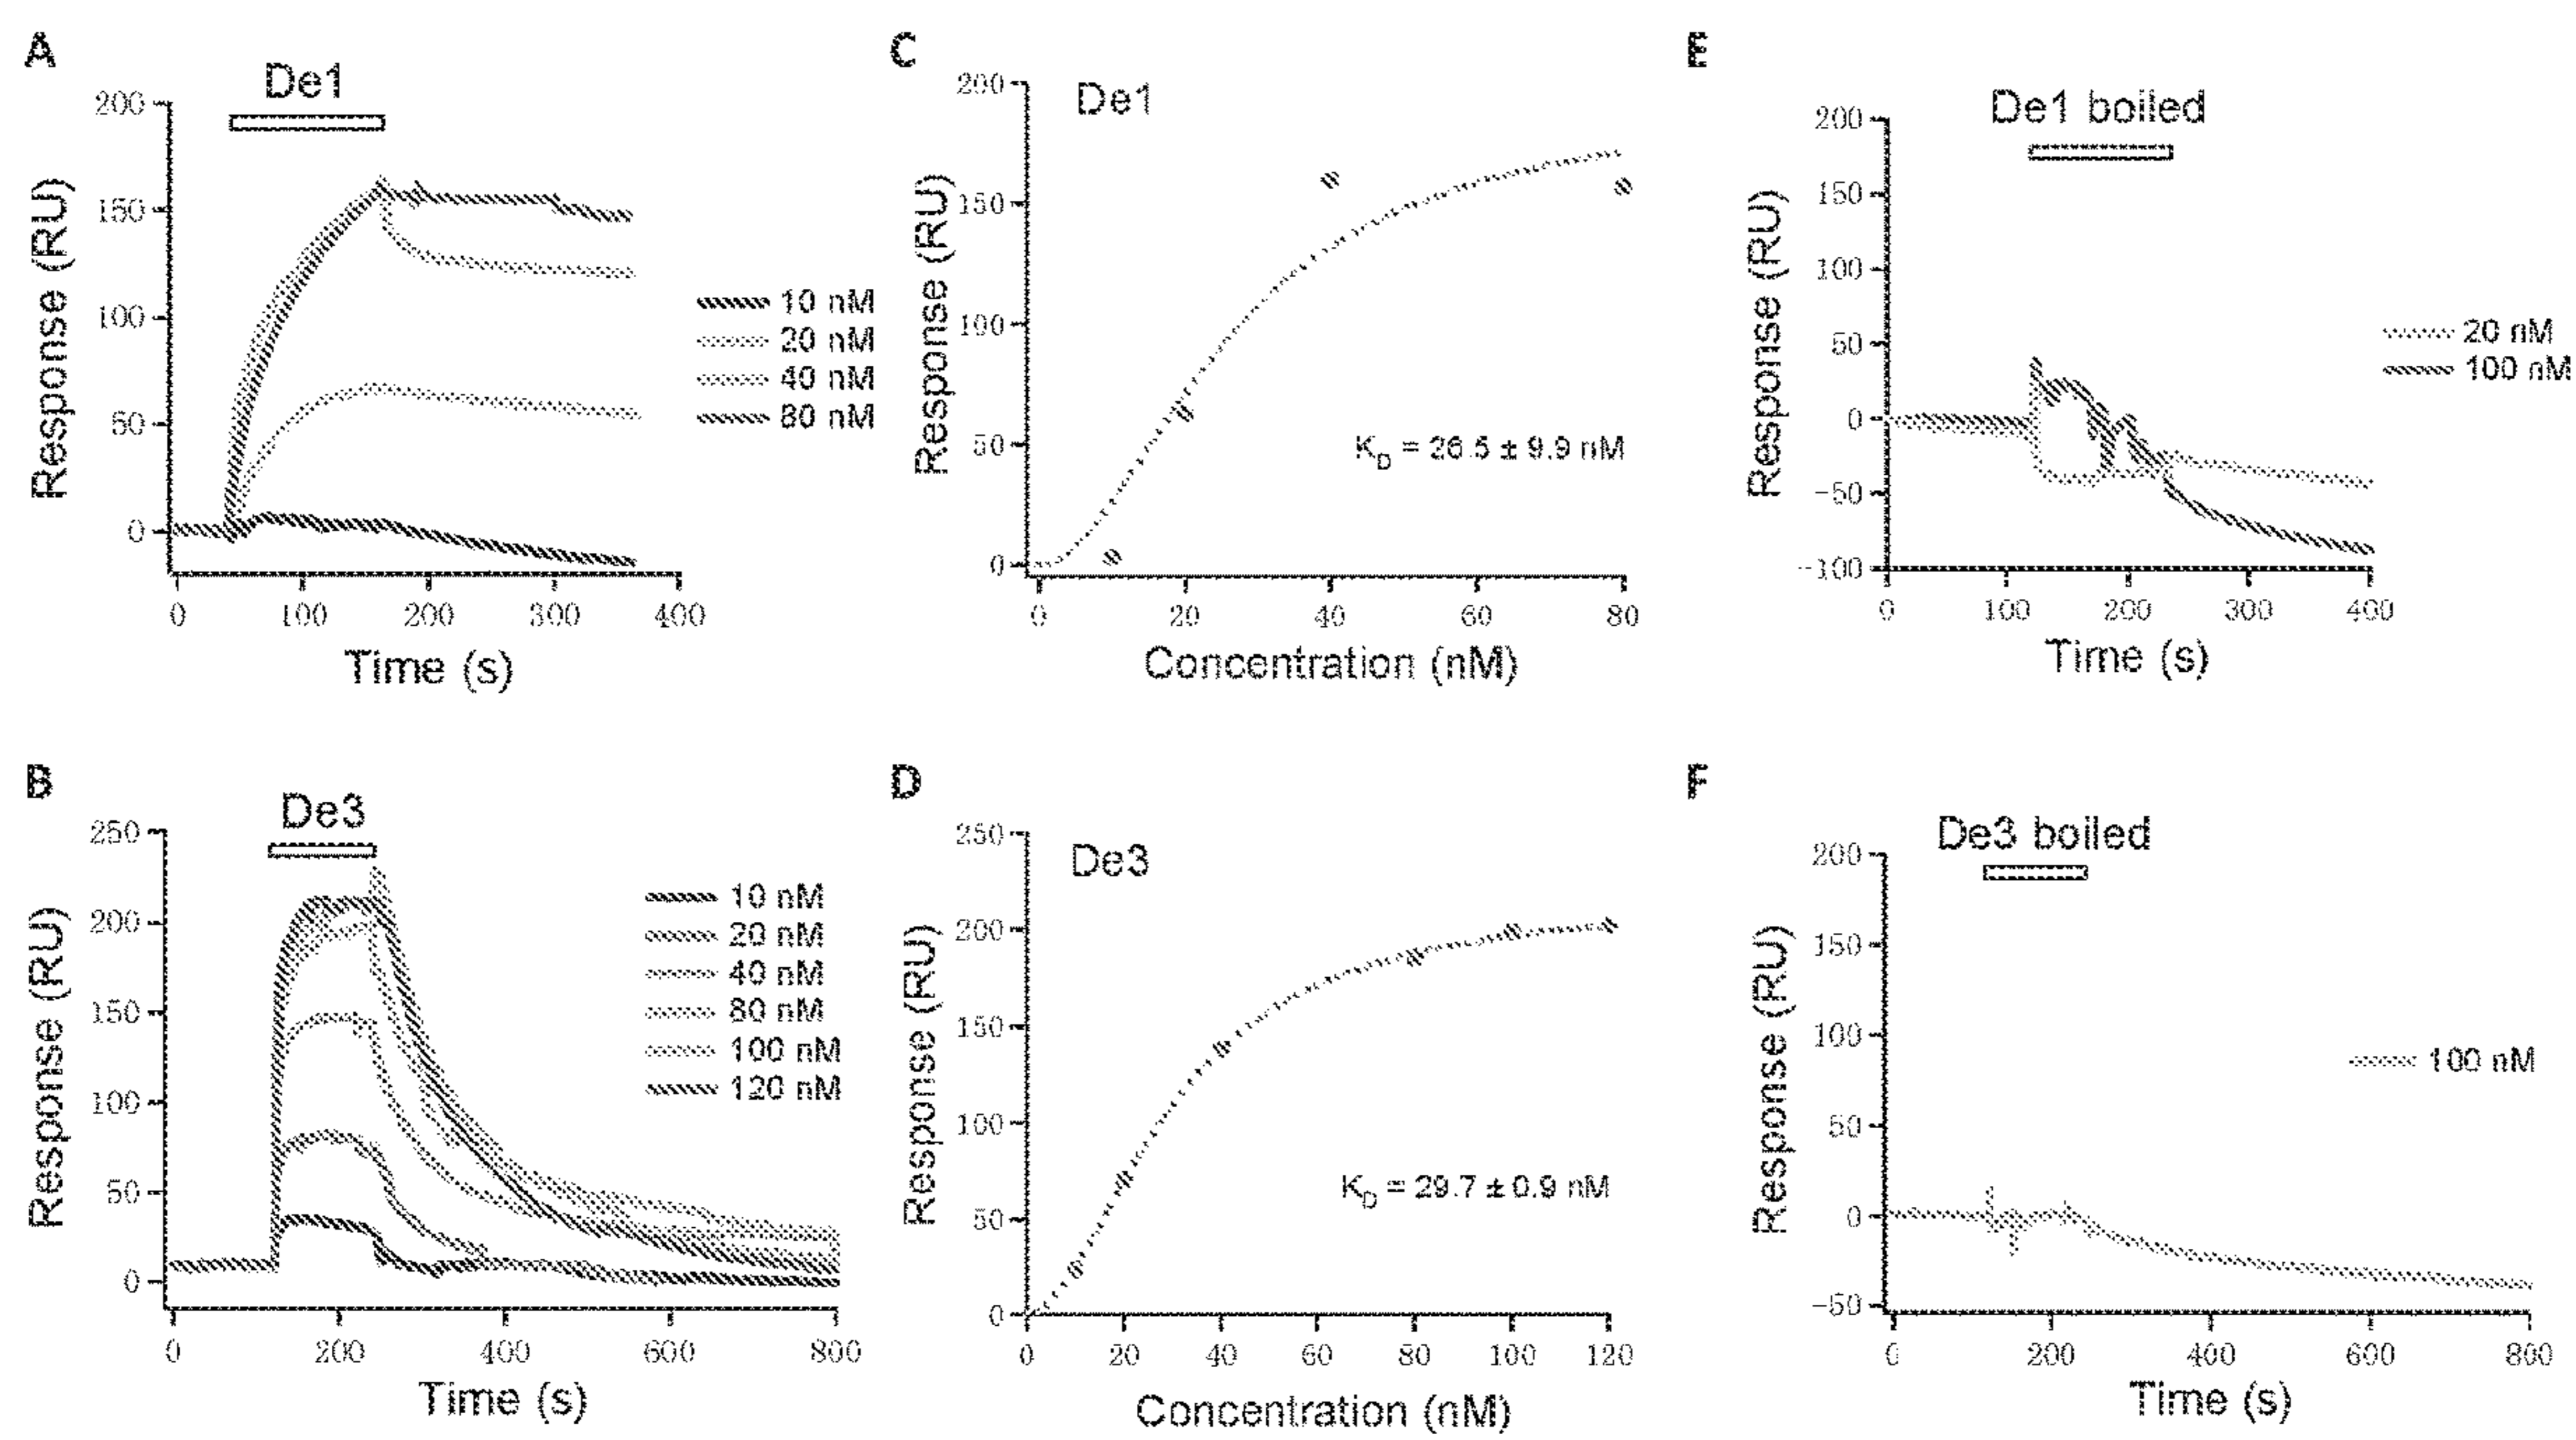 A
De1
200
150
100
50
0
Response (RU)
0 100 200 300 400
Time (s)
10 nM
20 nM
40 nM
80 nM
C
De1
200
150
100
50
0
Response (RU)
K_D = 26.5 ± 9.9 nM
0 20 40 60 80
Concentration (nM)
E
De1 boiled
200
150
100
50
0
-50
-100
Response (RU)
0 100 200 300 400
Time (s)
20 nM
100 nM
B
De3
250
200
150
100
50
0
Response (RU)
0 200 400 600 800
Time (s)
10 nM
20 nM
40 nM
80 nM
100 nM
120 nM
D
De3
250
200
150
100
50
0
Response (RU)
K_D = 29.7 ± 0.9 nM
0 20 40 60 80 100 120
Concentration (nM)
F
De3 boiled
200
150
100
50
0
-50
Response (RU)
0 200 400 600 800
Time (s)
100 nM